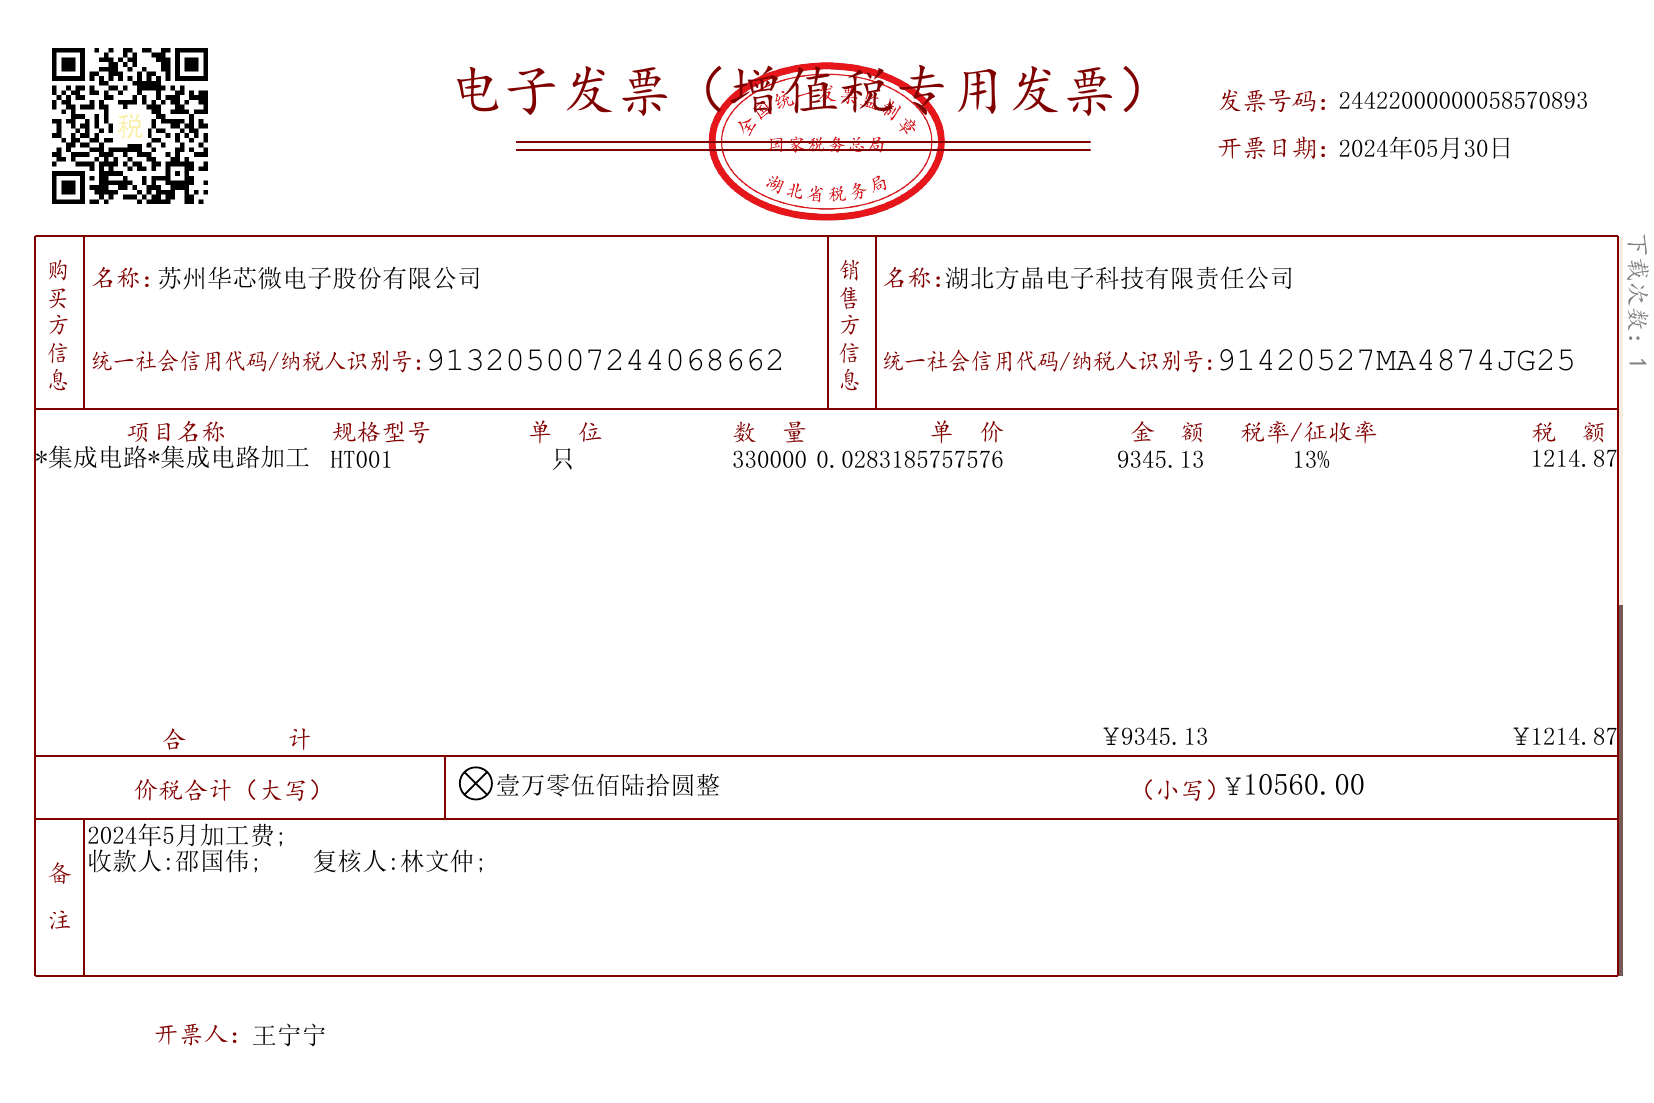 电子发票（增值税专用发票）
发票号码：24422000000058570893
开票日期：2024年05月30日
税
全国统一发票监制章
国家税务总局
湖北省税务局
购买方信息
名称：苏州华芯微电子股份有限公司
统一社会信用代码/纳税人识别号：913205007244068662
销售方信息
名称：湖北方晶电子科技有限责任公司
统一社会信用代码/纳税人识别号：91420527MA4874JG25
下载次数：1
项目名称 规格型号 单位 数量 单价 金额 税率/征收率 税额
*集成电路*集成电路加工 HT001 只 330000 0.0283185757576 9345.13 13% 1214.87
合计 ¥9345.13 ¥1214.87
价税合计（大写） 壹万零伍佰陆拾圆整 （小写）¥10560.00
备注
2024年5月加工费;
收款人:邵国伟; 复核人:林文仲;
开票人：王宁宁